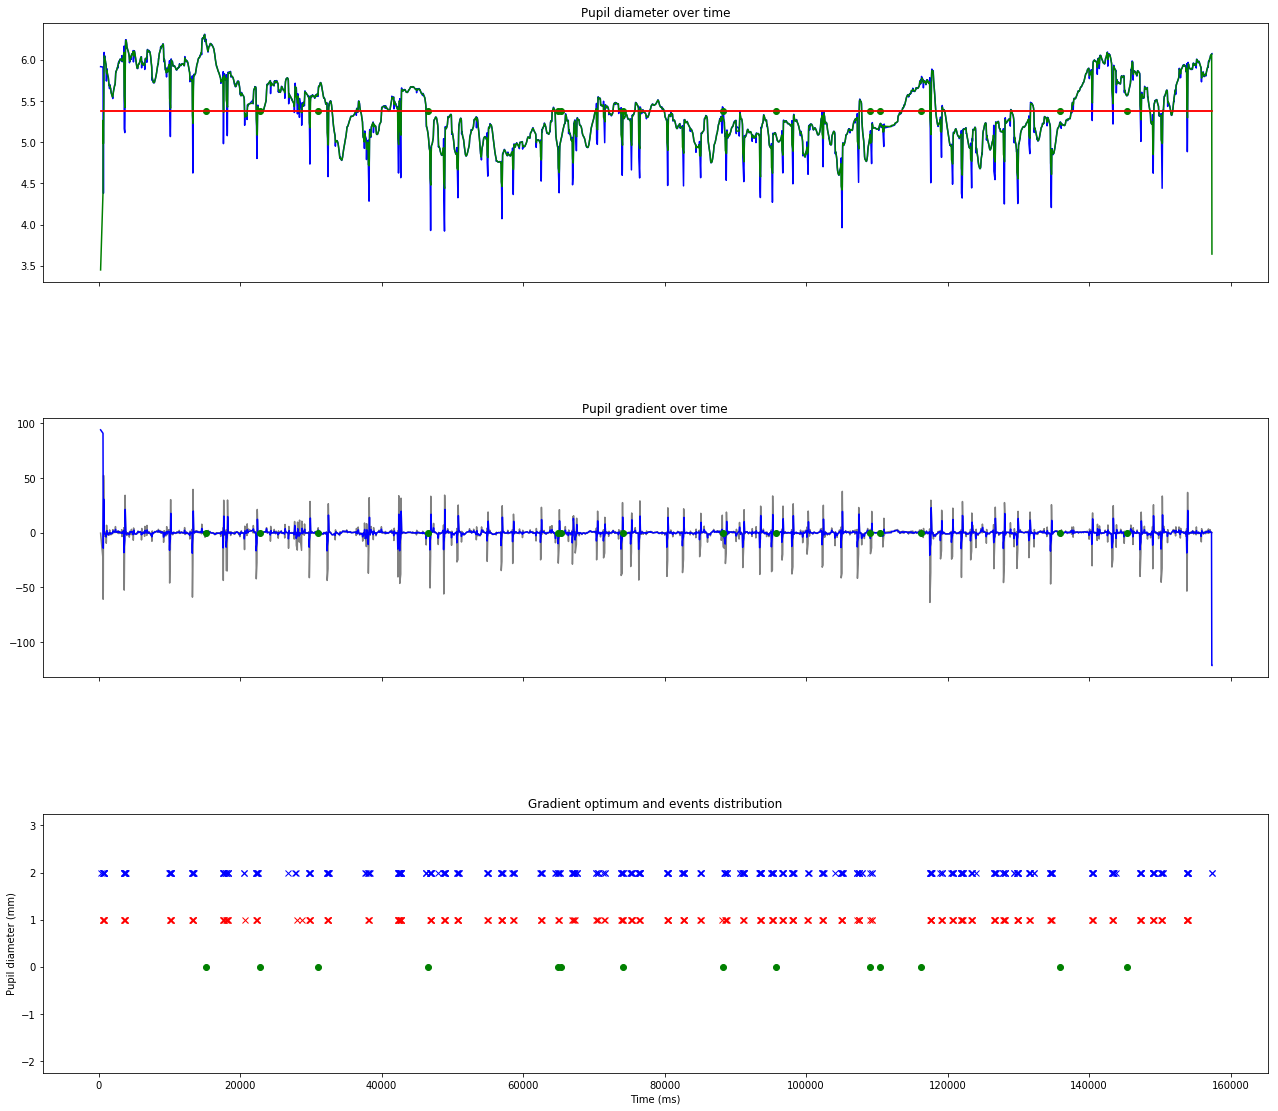 Pupil diameter over time
6.0
5.5
5.0
4.5
4.0
3.5
Pupil gradient over time
100
50
0
−50
−100
Gradient optimum and events distribution
3
2
1
0
−1
−2
Pupil diameter (mm)
0 20000 40000 60000 80000 100000 120000 140000 160000
Time (ms)